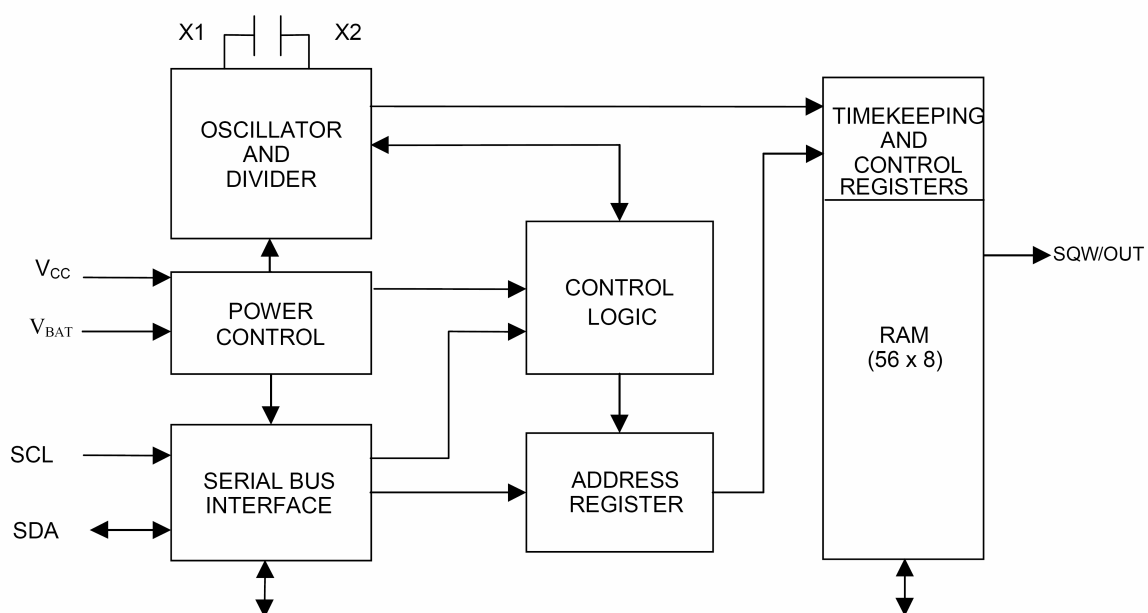 X1
X2
OSCILLATOR
AND
DIVIDER
TIMEKEEPING
AND
CONTROL
REGISTERS
VCC
VBAT
POWER
CONTROL
CONTROL
LOGIC
SQW/OUT
RAM
(56 x 8)
SCL
SDA
SERIAL BUS
INTERFACE
ADDRESS
REGISTER